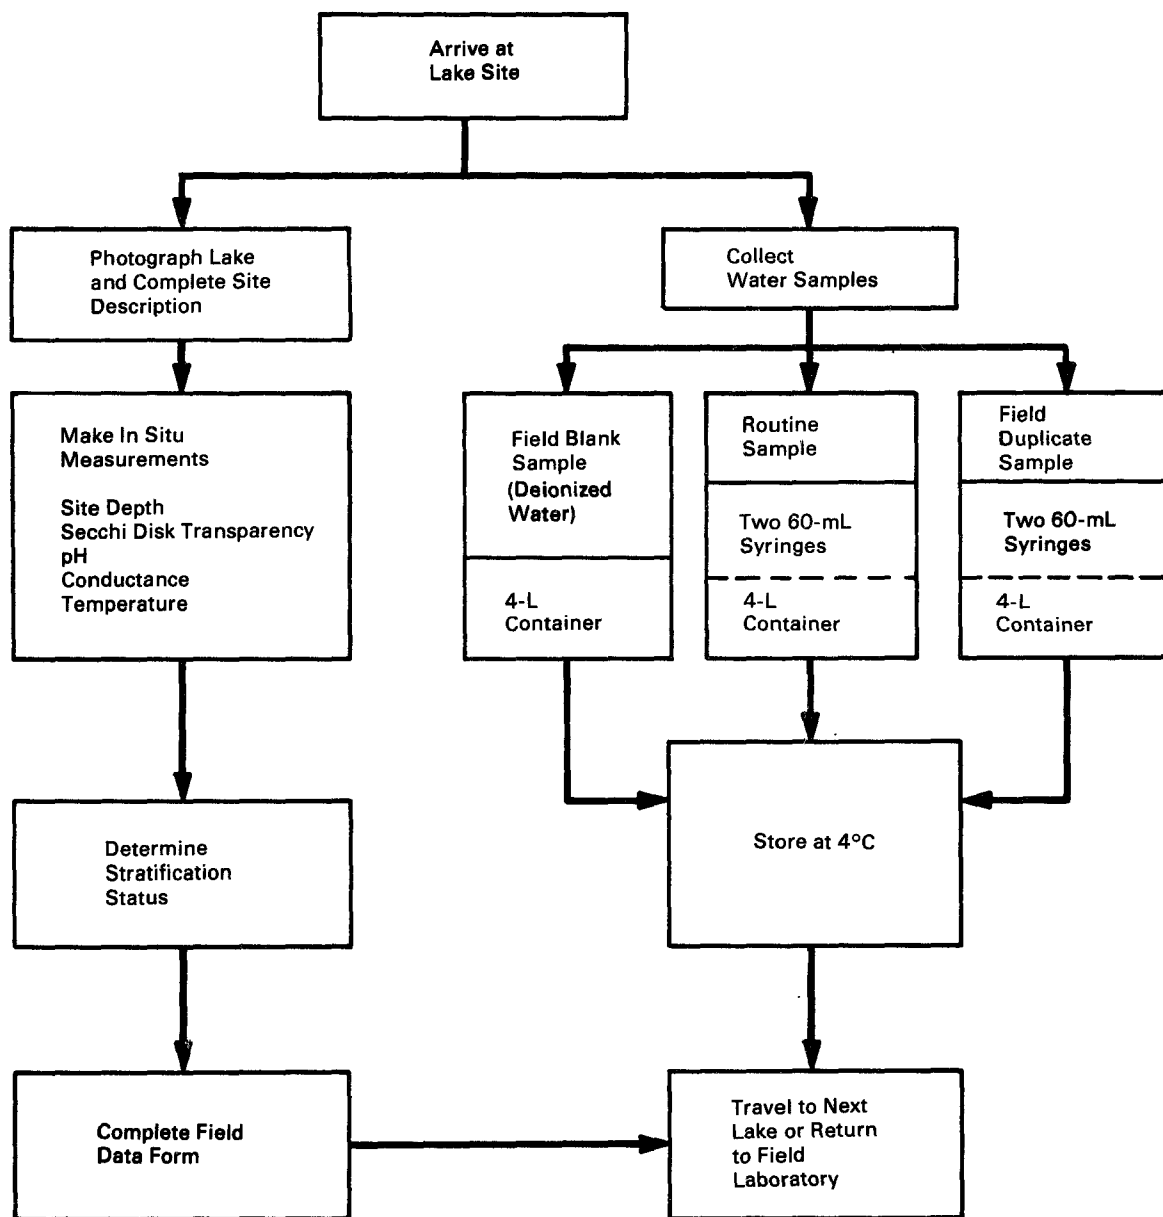 Arrive at
Lake Site
Photograph Lake
and Complete Site
Description
Collect
Water Samples
Make In Situ
Measurements
Site Depth
Secchi Disk Transparency
pH
Conductance
Temperature
Field Blank
Sample
(Deionized
Water)
4-L
Container
Routine
Sample
Two 60-mL
Syringes
4-L
Container
Field
Duplicate
Sample
Two 60-mL
Syringes
4-L
Container
Determine
Stratification
Status
Store at 4°C
Complete Field
Data Form
Travel to Next
Lake or Return
to Field
Laboratory